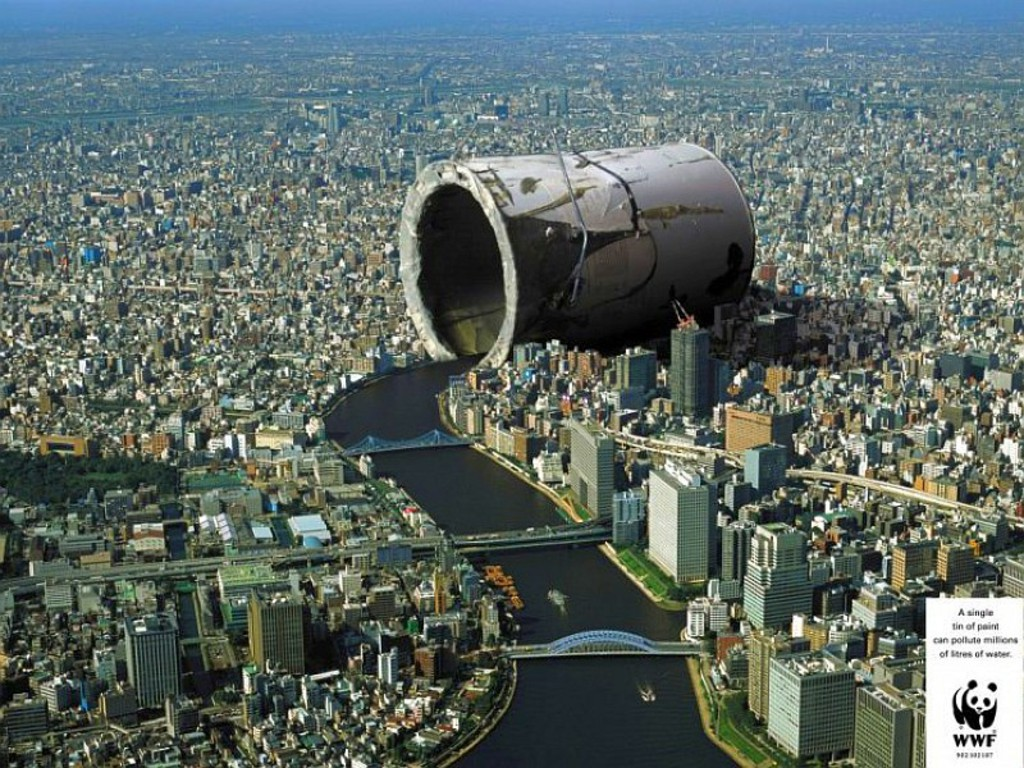 A single
tin of paint
can pollute millions
of litres of water.
WWF